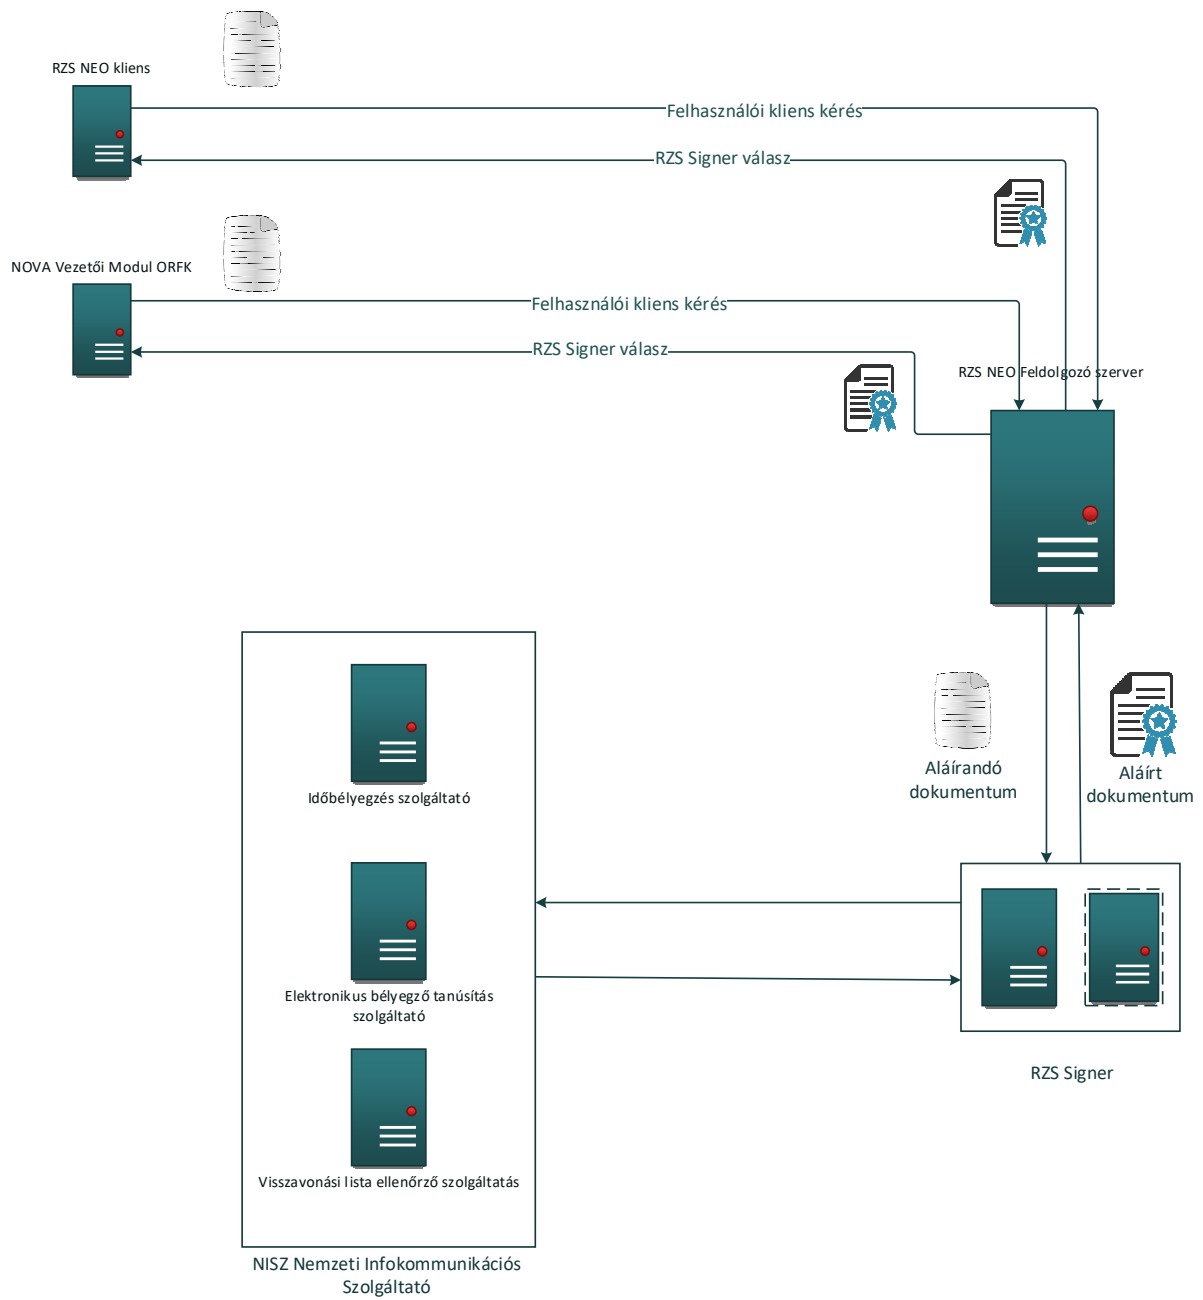 RZS NEO kliens
Felhasználói kliens kérés
RZS Signer válasz
NOVA Vezetői Modul ORFK
Felhasználói kliens kérés
RZS Signer válasz
RZS NEO Feldolgozó szerver
Aláírandó
dokumentum
Aláírt
dokumentum
Időbélyegzés szolgáltató
Elektronikus bélyegző tanúsítás
szolgáltató
RZS Signer
Visszavonási lista ellenőrző szolgáltatás
NISZ Nemzeti Infokommunikációs
Szolgáltató